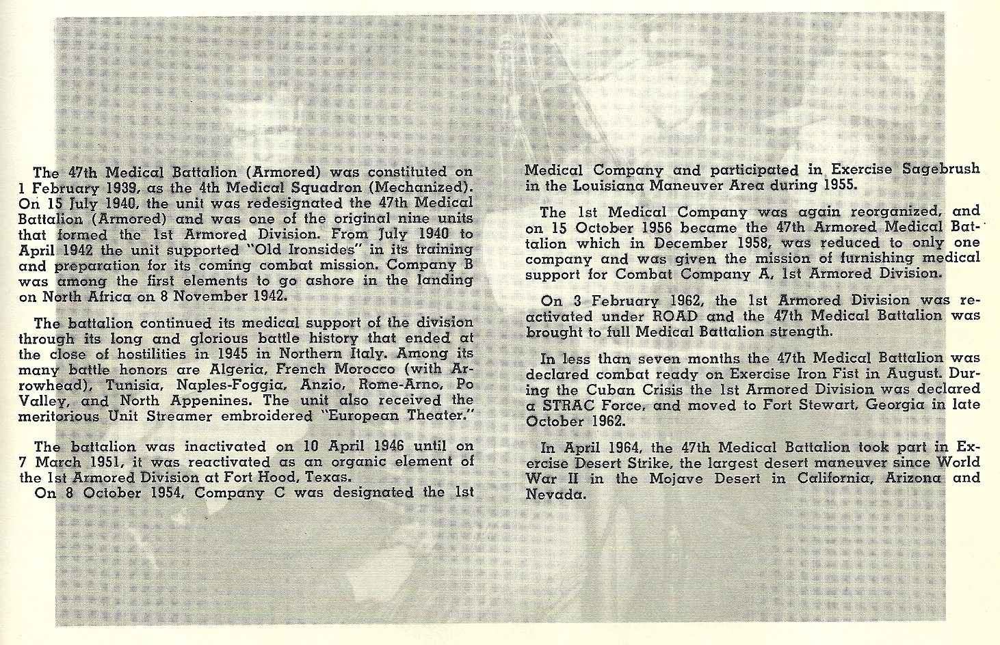 The 47th Medical Battalion (Armored) was constituted on
1 February 1939, as the 4th Medical Squadron (Mechanized).
On 15 July 1940, the unit was redesignated the 47th Medical
Battalion (Armored) and was one of the original nine units
that formed the 1st Armored Division. From July 1940 to
April 1942 the unit supported "Old Ironsides" in its training
and preparation for its coming combat mission. Company B
was among the first elements to go ashore in the landing
on North Africa on 8 November 1942.
The battalion continued its medical support of the division
through its long and glorious battle history that ended at
the close of hostilities in 1945 in Northern Italy. Among its
many battle honors are Algeria, French Morocco (with Ar-
rowhead), Tunisia, Naples-Foggia, Anzio, Rome-Arno, Po
Valley, and North Appenines. The unit also received the
meritorious Unit Streamer embroidered "European Theater."
The battalion was inactivated on 10 April 1946 until on
7 March 1951, it was reactivated as an organic element of
the 1st Armored Division at Fort Hood, Texas.
On 8 October 1954, Company C was designated the 1st
Medical Company and participated in Exercise Sagebrush
in the Louisiana Maneuver Area during 1955.
The 1st Medical Company was again reorganized, and
on 15 October 1956 became the 47th Armored Medical Bat-
talion which in December 1958, was reduced to only one
company and was given the mission of furnishing medical
support for Combat Company A, 1st Armored Division.
On 3 February 1962, the 1st Armored Division was re-
activated under ROAD and the 47th Medical Battalion was
brought to full Medical Battalion strength.
In less than seven months the 47th Medical Battalion was
declared combat ready on Exercise Iron Fist in August. Dur-
ing the Cuban Crisis the 1st Armored Division was declared
a STRAC Force, and moved to Fort Stewart, Georgia in late
October 1962.
In April 1964, the 47th Medical Battalion took part in Ex-
ercise Desert Strike, the largest desert maneuver since World
War II in the Mojave Desert in California, Arizona and
Nevada.